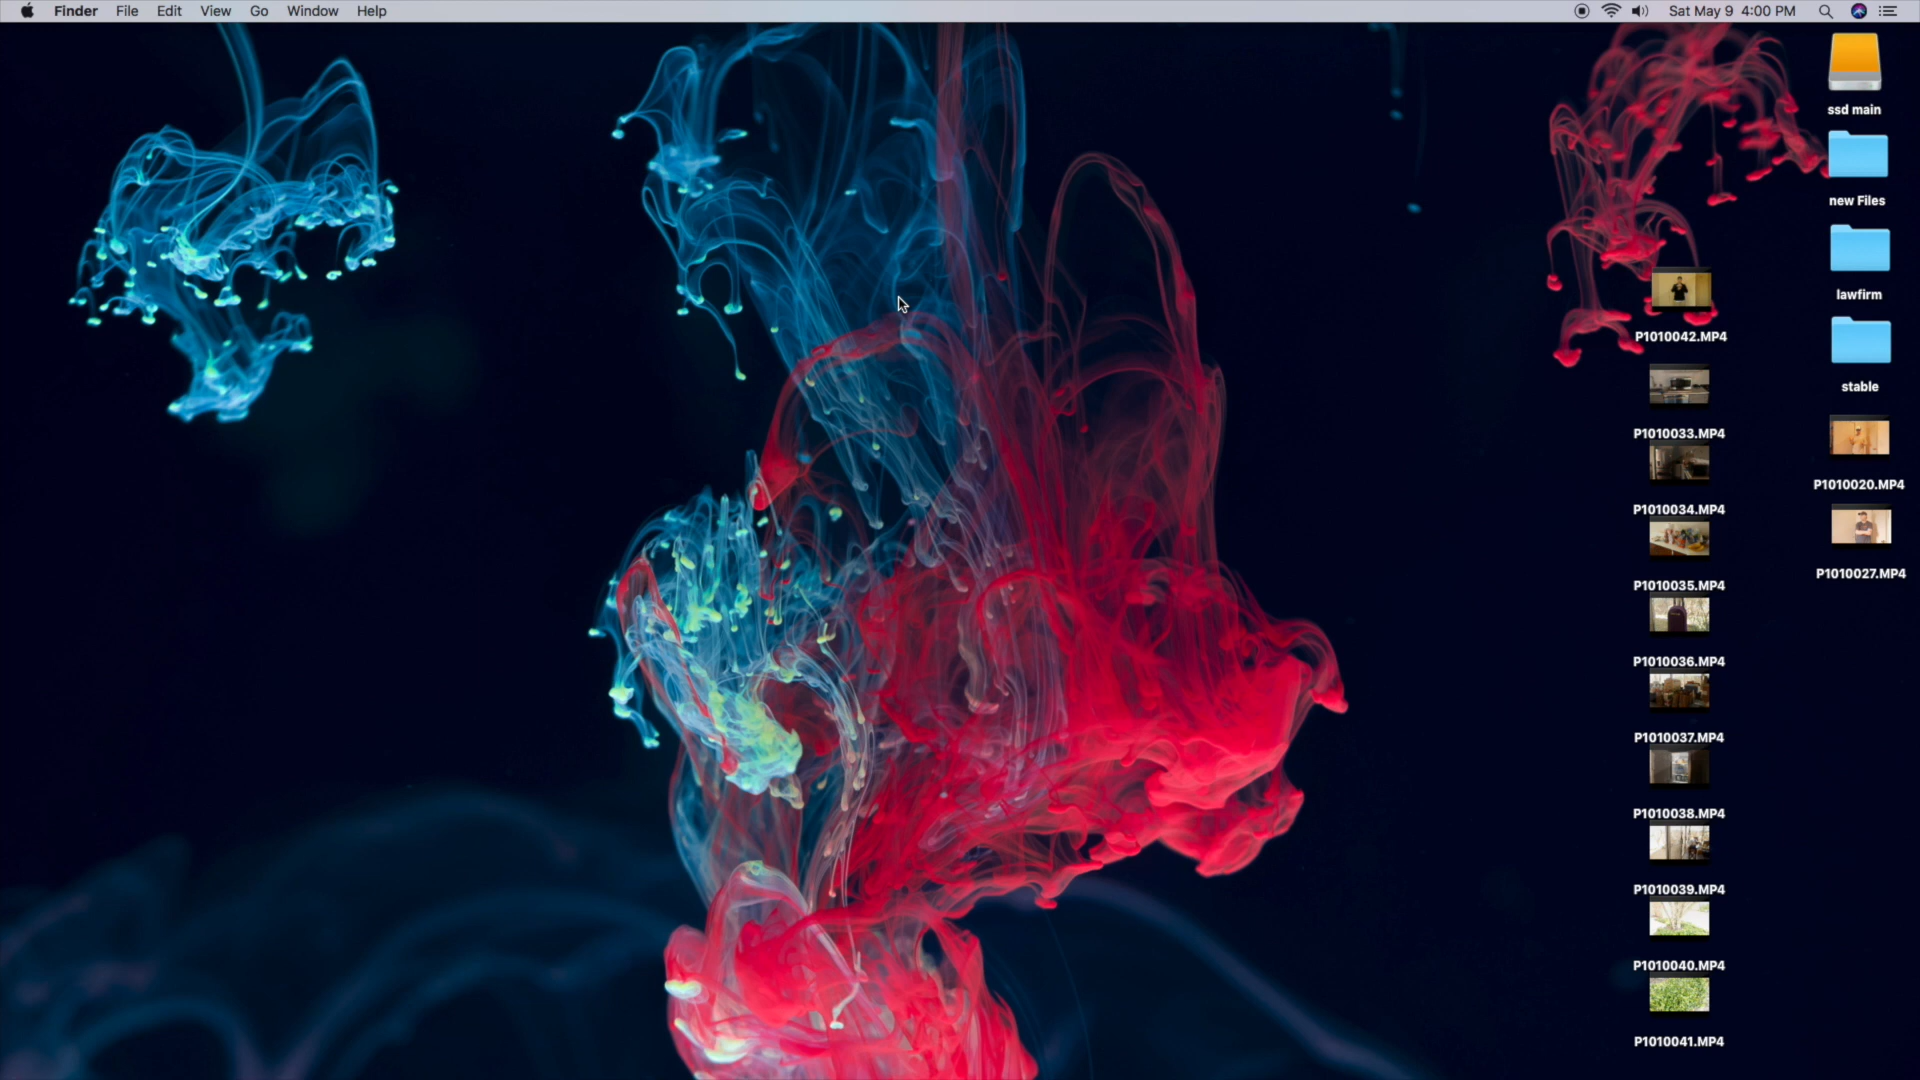 Finder File Edit View Go Window Help Sat May 9 4:00 PM
ssd main
new Files
lawfirm
stable
P1010020.MP4
P1010027.MP4
P1010042.MP4
P1010033.MP4
P1010034.MP4
P1010035.MP4
P1010036.MP4
P1010037.MP4
P1010038.MP4
P1010039.MP4
P1010040.MP4
P1010041.MP4